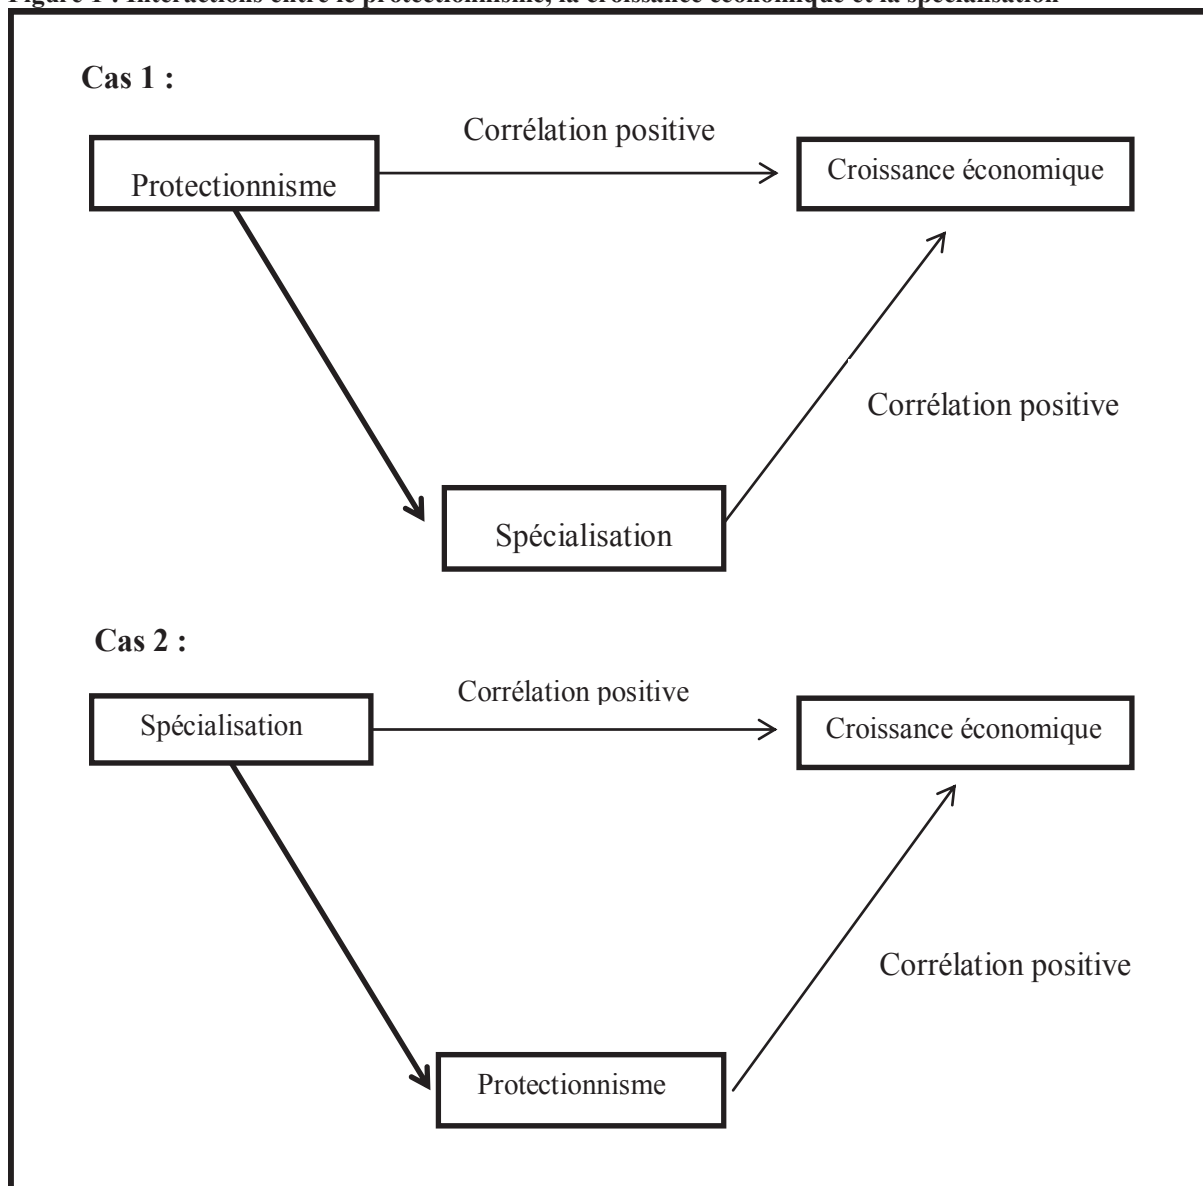 Figure 1 : Interactions entre le protectionnisme, la croissance économique et la spécialisation
Cas 1 :
Corrélation positive
Protectionnisme
Croissance économique
Corrélation positive
Spécialisation
Cas 2 :
Corrélation positive
Spécialisation
Croissance économique
Corrélation positive
Protectionnisme